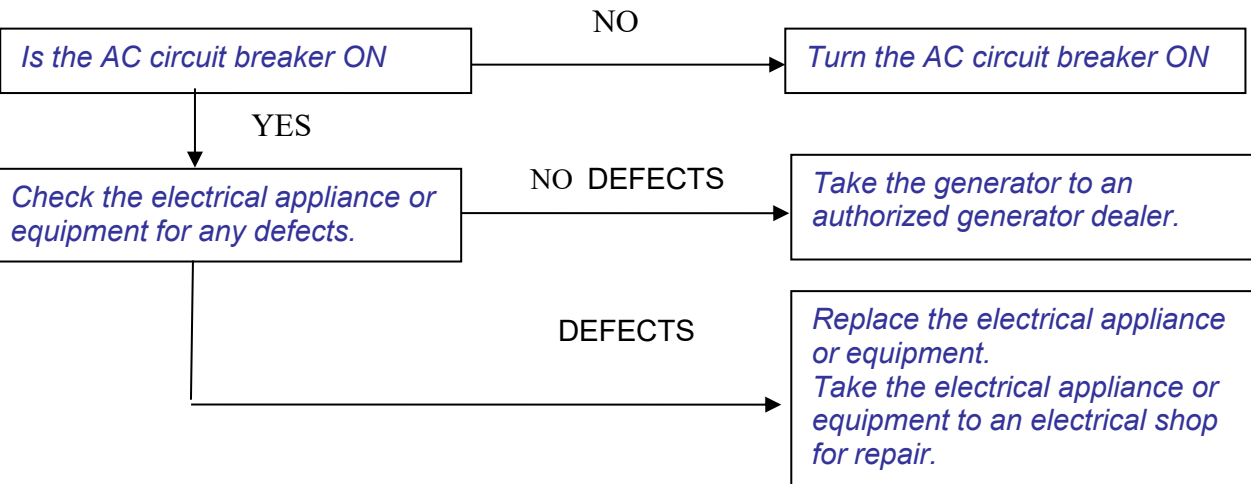 NO
Is the AC circuit breaker ON
Turn the AC circuit breaker ON
YES
Check the electrical appliance or
equipment for any defects.
NO DEFECTS
Take the generator to an
authorized generator dealer.
DEFECTS
Replace the electrical appliance
or equipment.
Take the electrical appliance or
equipment to an electrical shop
for repair.